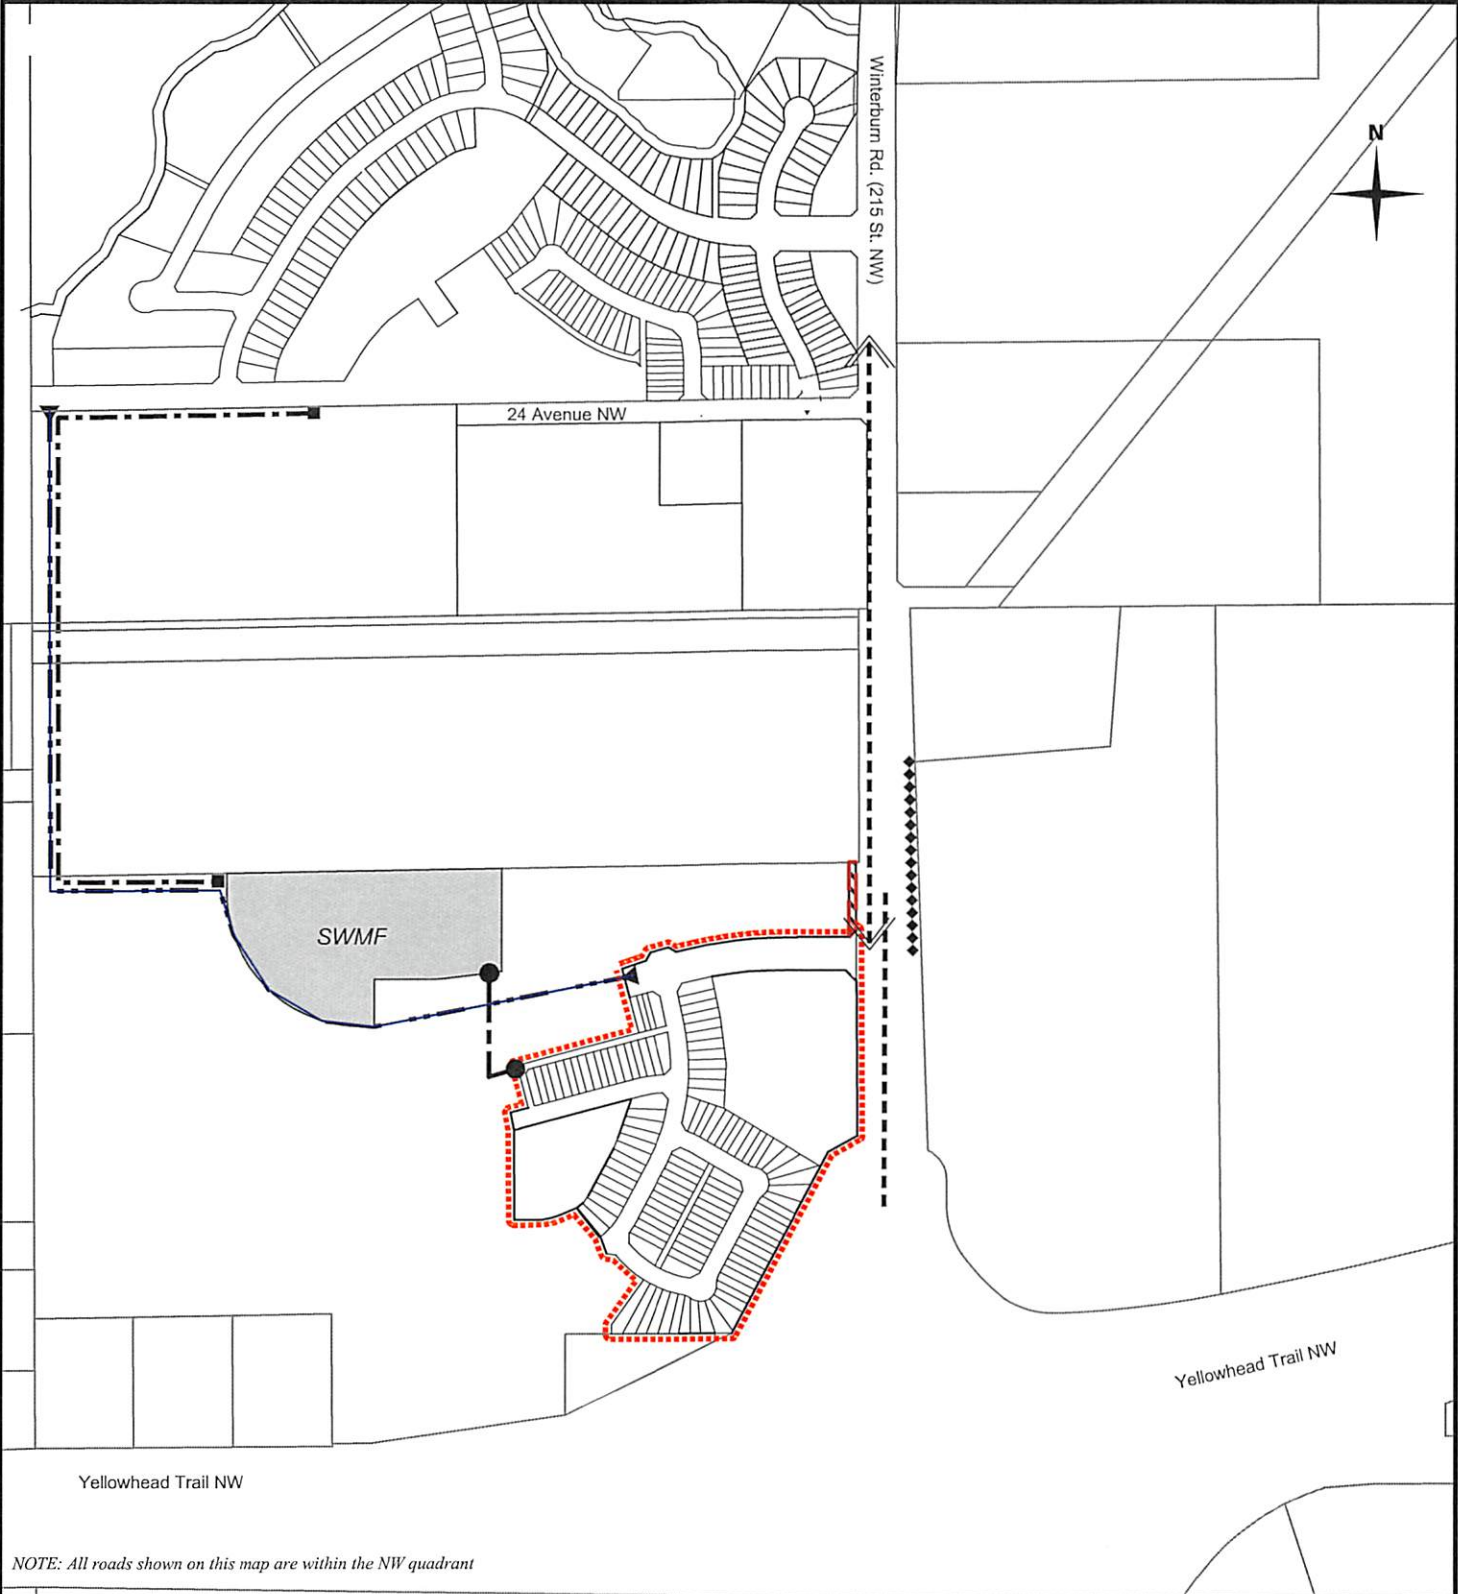 Winterburn Rd. (215 St. NW)
N
24 Avenue NW
SWMF
Yellowhead Trail NW
Yellowhead Trail NW
NOTE: All roads shown on this map are within the NW quadrant